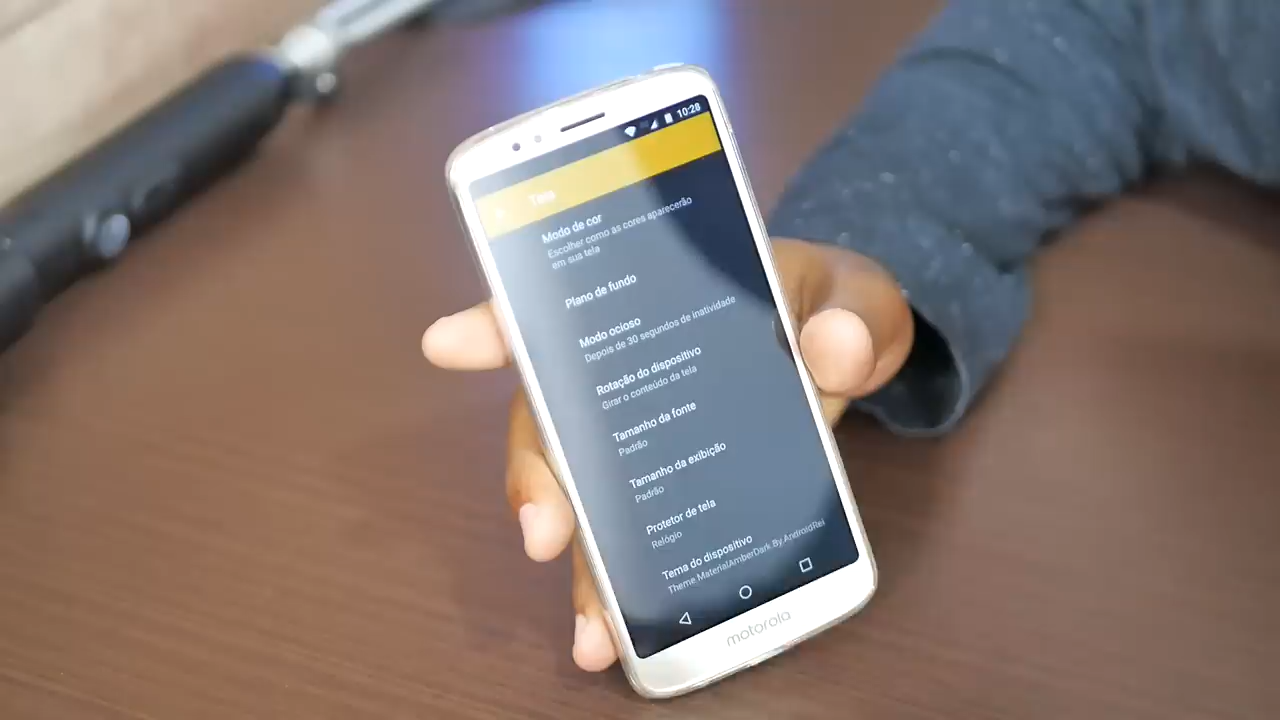 10:28
Tela
Modo de cor
Escolher como as cores aparecerão
em sua tela
Plano de fundo
Modo ocioso
Depois de 30 segundos de inatividade
Rotação do dispositivo
Girar o conteúdo da tela
Tamanho da fonte
Padrão
Tamanho da exibição
Padrão
Protetor de tela
Relógio
Tema do dispositivo
Theme.MaterialAmberDark.By.AndroidRei
motorola